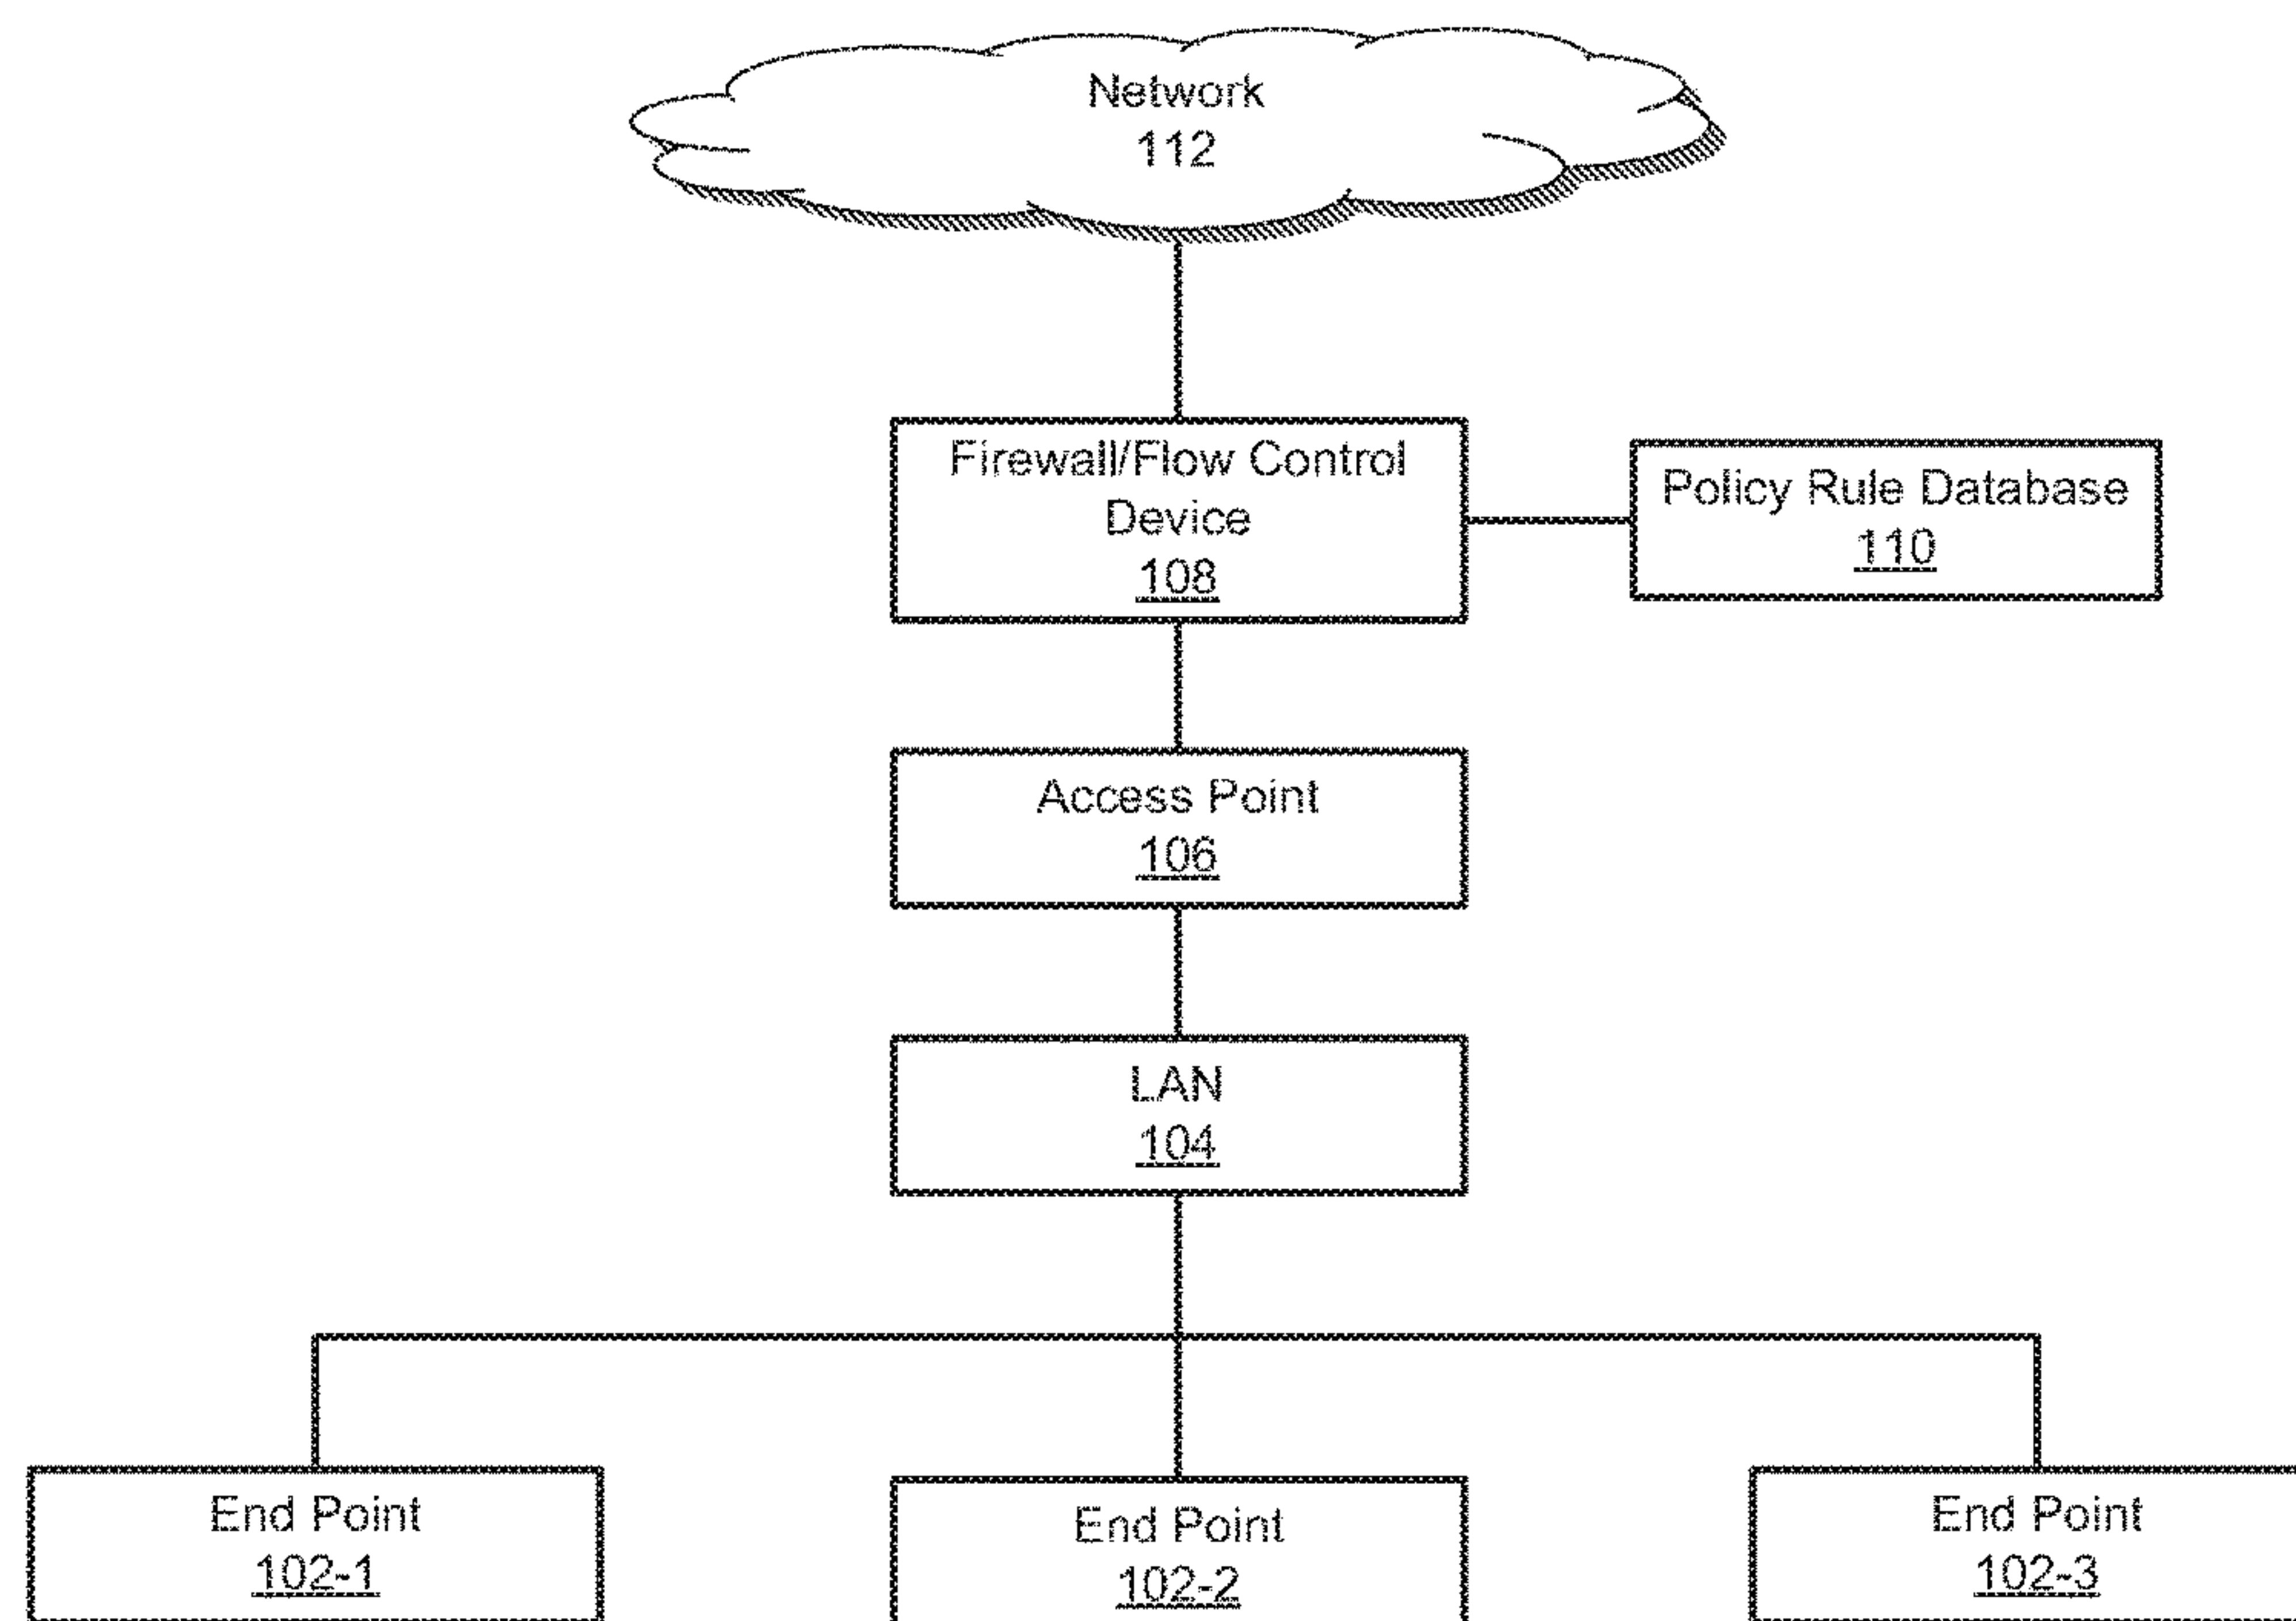 Network
112
Firewall/Flow Control
Device
108
Policy Rule Database
110
Access Point
106
LAN
104
End Point
102-1
End Point
102-2
End Point
102-3